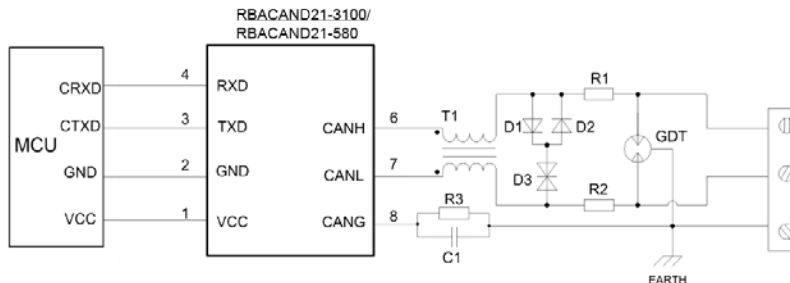 RBACAND21-3100/
RBACAND21-580
CRXD 4 RXD
CTXD 3 TXD
MCU
GND 2 GND
VCC 1 VCC
CANH 6
CANL 7
CANG 8
T1
D1 D2
D3
R1
R2
GDT
R3
C1
EARTH